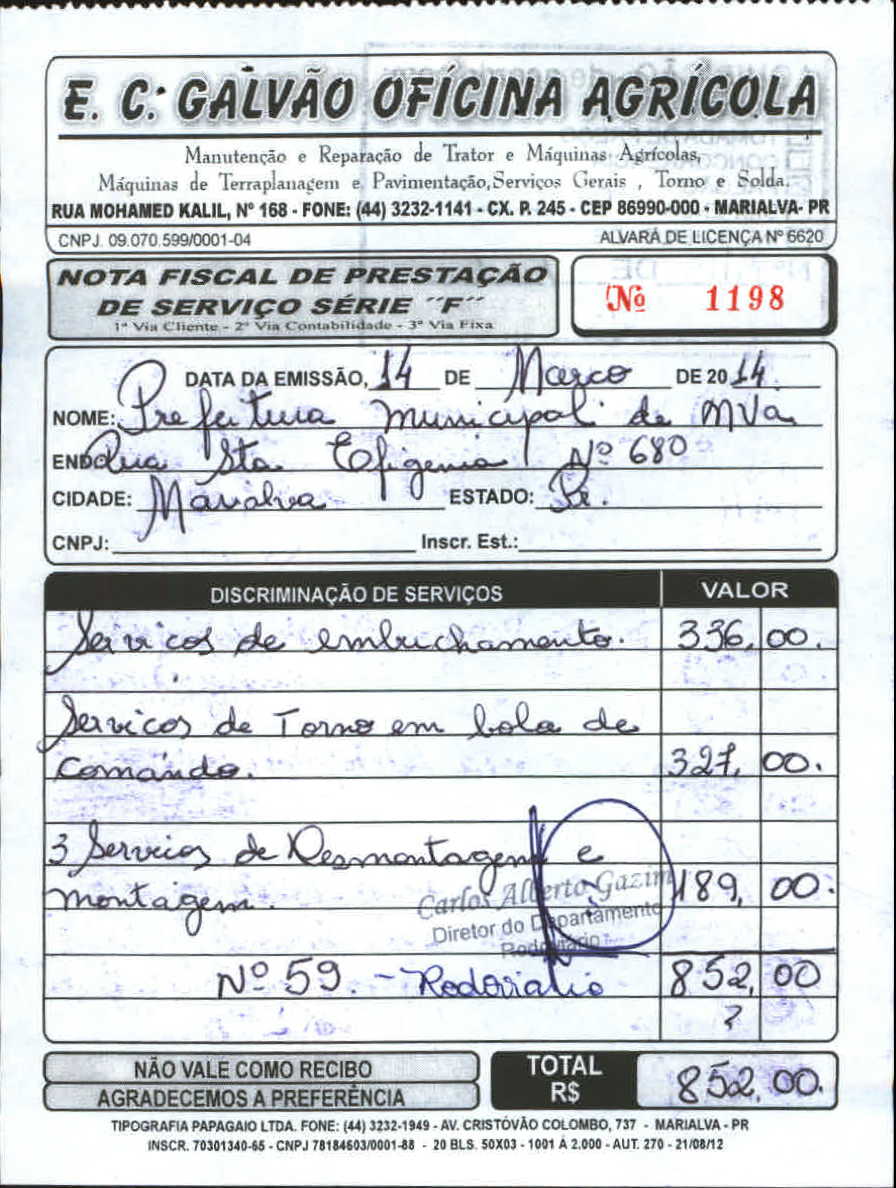 E. C. GALVÃO OFICINA AGRÍCOLA
Manutenção e Reparação de Trator e Máquinas Agrícolas,
Máquinas de Terraplanagem e Pavimentação, Serviços Gerais , Torno e Solda.
RUA MOHAMED KALIL, Nº 168 - FONE: (44) 3232-1141 - CX. P. 245 - CEP 86990-000 - MARIALVA- PR
CNPJ. 09.070.599/0001-04 ALVARÁ DE LICENÇA Nº 6620
NOTA FISCAL DE PRESTAÇÃO
DE SERVIÇO SÉRIE "F"
1ª Via Cliente - 2ª Via Contabilidade - 3ª Via Fixa
Nº 1198
DATA DA EMISSÃO, 14 DE Março DE 2014
NOME: Prefeitura Municipal de MVa
END Rua Sta Efigenia Nº 680
CIDADE: Marialva ESTADO: Pr.
CNPJ: Inscr. Est.:
DISCRIMINAÇÃO DE SERVIÇOS VALOR
Servicos de embuchamento. 336,00.
Servicos de Torno em bola de
Comando. 327,00.
3 Servicos de Desmontagem e
montagem. 189,00.
Carlos Alberto Gazim
Diretor do Departamento
Rodoviario
Nº 59. - Rodoviario 852,00
TOTAL
R$ 852,00.
NÃO VALE COMO RECIBO
AGRADECEMOS A PREFERÊNCIA
TIPOGRAFIA PAPAGAIO LTDA. FONE: (44) 3232-1949 - AV. CRISTÓVÃO COLOMBO, 737 - MARIALVA - PR
INSCR. 70301340-65 - CNPJ 78184603/0001-88 - 20 BLS. 50X03 - 1001 A 2.000 - AUT. 270 - 21/08/12